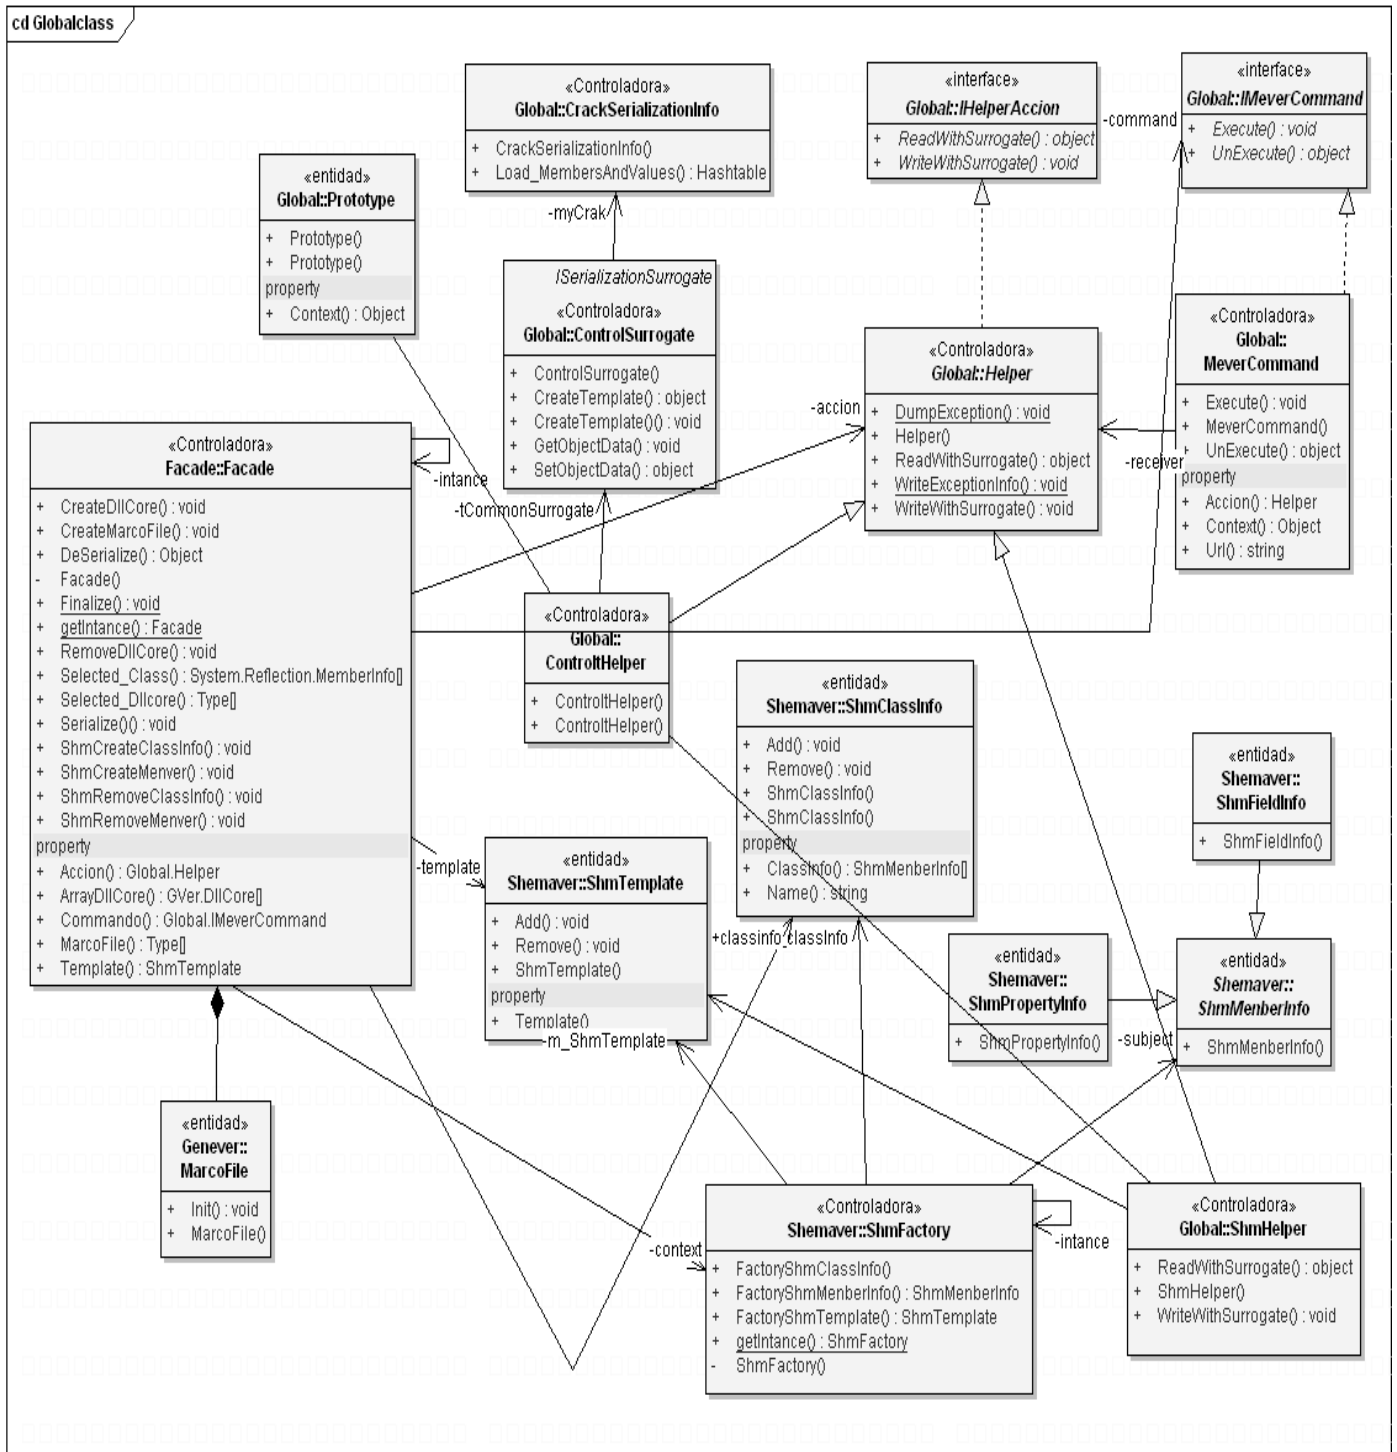 cd Globalclass
«Controladora»
Global::CrackSerializationInfo
+ CrackSerializationInfo()
+ Load_MembersAndValues() : Hashtable
«interface»
Global::IHelperAccion
+ ReadWithSurrogate() : object
+ WriteWithSurrogate() : void
-command
«interface»
Global::IMeverCommand
+ Execute() : void
+ UnExecute() : object
«entidad»
Global::Prototype
+ Prototype()
+ Prototype()
property
+ Context() : Object
-myCrak
ISerializationSurrogate
«Controladora»
Global::ControlSurrogate
+ ControlSurrogate()
+ CreateTemplate() : object
+ CreateTemplate()() : void
+ GetObjectData() : void
+ SetObjectData() : object
-tCommonSurrogate
-accion
«Controladora»
Global::Helper
+ DumpException() : void
+ Helper()
+ ReadWithSurrogate() : object
+ WriteExceptionInfo() : void
+ WriteWithSurrogate() : void
-receiver
«Controladora»
Global::
MeverCommand
+ Execute() : void
+ MeverCommand()
+ UnExecute() : object
property
+ Accion() : Helper
+ Context() : Object
+ Url() : string
«Controladora»
Facade::Facade
+ CreateDllCore() : void
+ CreateMarcoFile() : void
+ DeSerialize() : Object
- Facade()
+ Finalize() : void
+ getIntance() : Facade
+ RemoveDllCore() : void
+ Selected_Class() : System.Reflection.MemberInfo[]
+ Selected_Dllcore() : Type[]
+ Serialize()() : void
+ ShmCreateClassInfo() : void
+ ShmCreateMenver() : void
+ ShmRemoveClassInfo() : void
+ ShmRemoveMenver() : void
property
+ Accion() : Global.Helper
+ ArrayDllCore() : GVer.DllCore[]
+ Commando() : Global.IMeverCommand
+ MarcoFile() : Type[]
+ Template() : ShmTemplate
-intance
«Controladora»
Global::
ControltHelper
+ ControltHelper()
+ ControltHelper()
«entidad»
Shemaver::ShmClassInfo
+ Add() : void
+ Remove() : void
+ ShmClassInfo()
+ ShmClassInfo()
property
+ ClassInfo() : ShmMenberInfo[]
+ Name() : string
«entidad»
Shemaver::
ShmFieldInfo
+ ShmFieldInfo()
-template
«entidad»
Shemaver::ShmTemplate
+ Add() : void
+ Remove() : void
+ ShmTemplate()
property
+ Template()
-m_ShmTemplate
+classinfo
-classInfo
«entidad»
Shemaver::
ShmPropertyInfo
+ ShmPropertyInfo()
-subject
«entidad»
Shemaver::
ShmMenberInfo
+ ShmMenberInfo()
«entidad»
Genever::
MarcoFile
+ Init() : void
+ MarcoFile()
-context
«Controladora»
Shemaver::ShmFactory
+ FactoryShmClassInfo()
+ FactoryShmMenberInfo() : ShmMenberInfo
+ FactoryShmTemplate() : ShmTemplate
+ getIntance() : ShmFactory
- ShmFactory()
-intance
«Controladora»
Global::ShmHelper
+ ReadWithSurrogate() : object
+ ShmHelper()
+ WriteWithSurrogate() : void